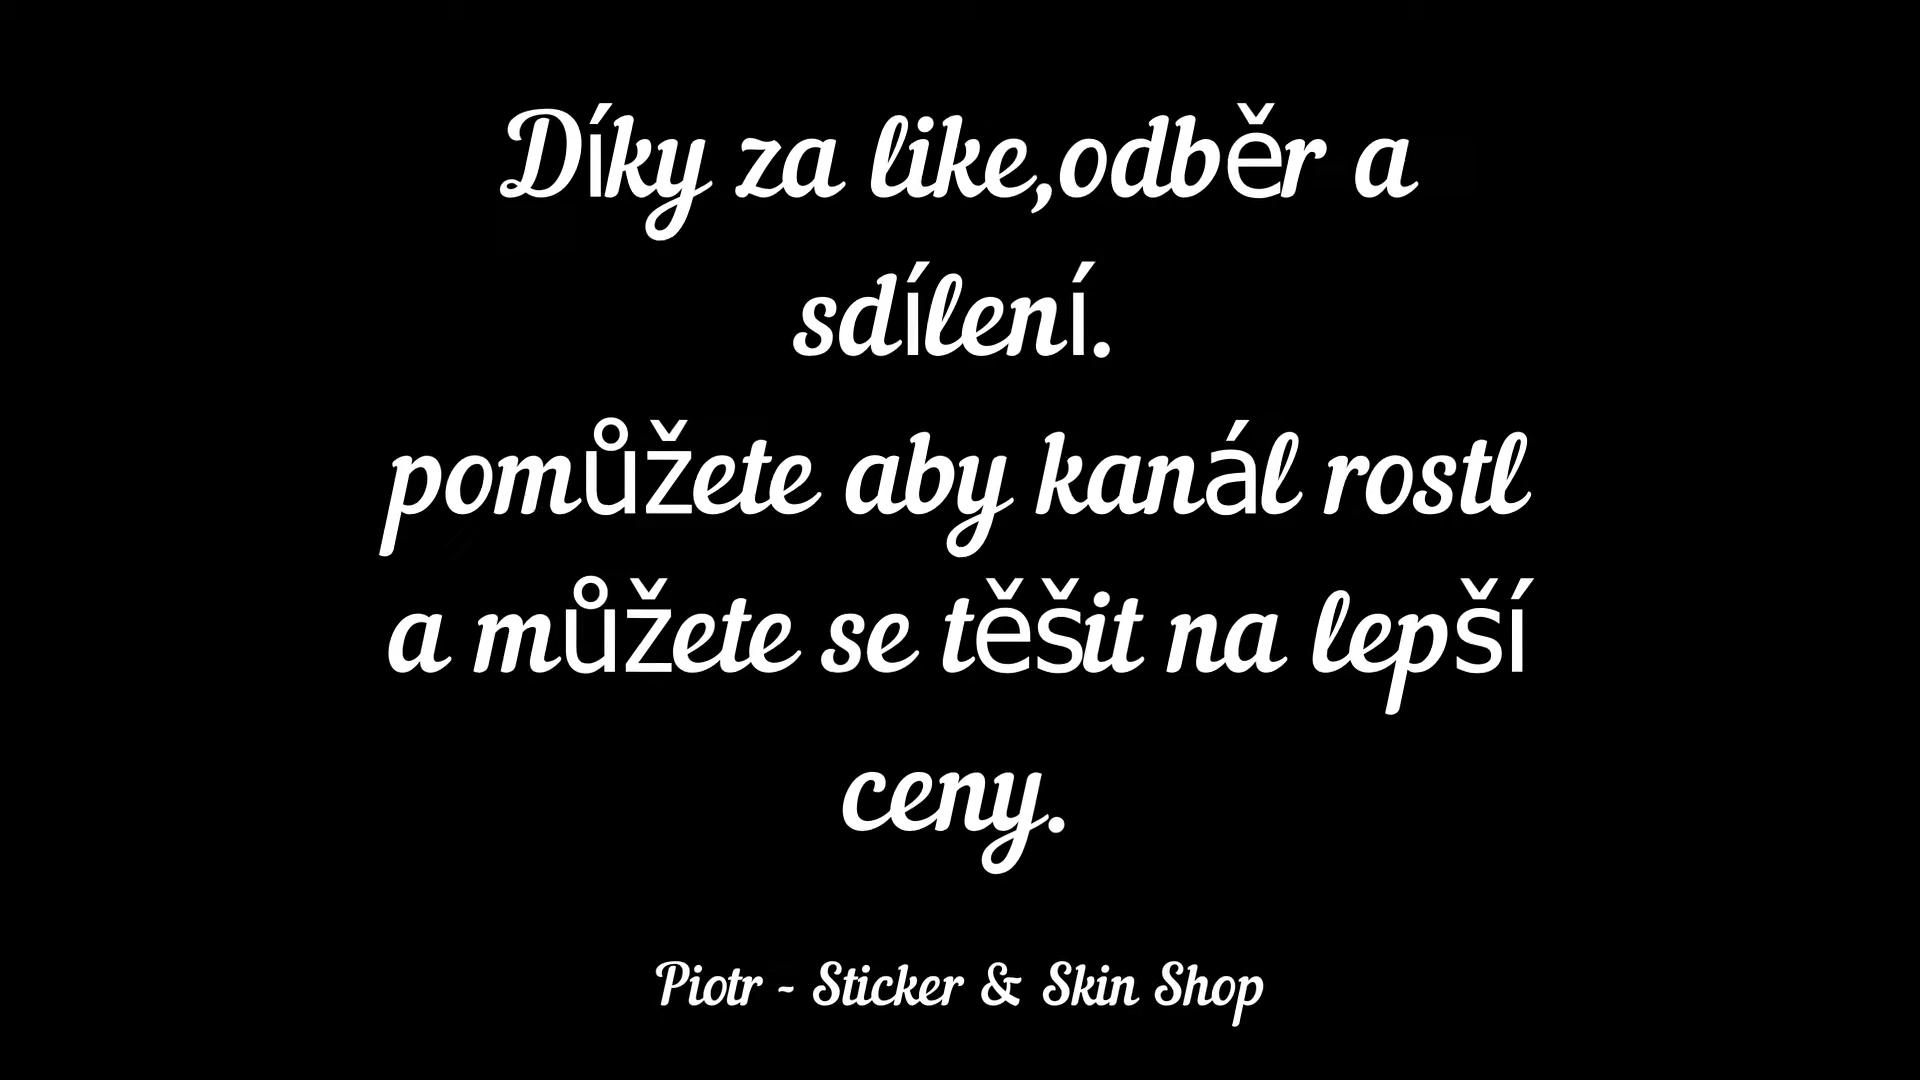 Díky za like,odběr a
sdílení.
pomůžete aby kanál rostl
a můžete se těšit na lepší
ceny.
Piotr - Sticker & Skin Shop